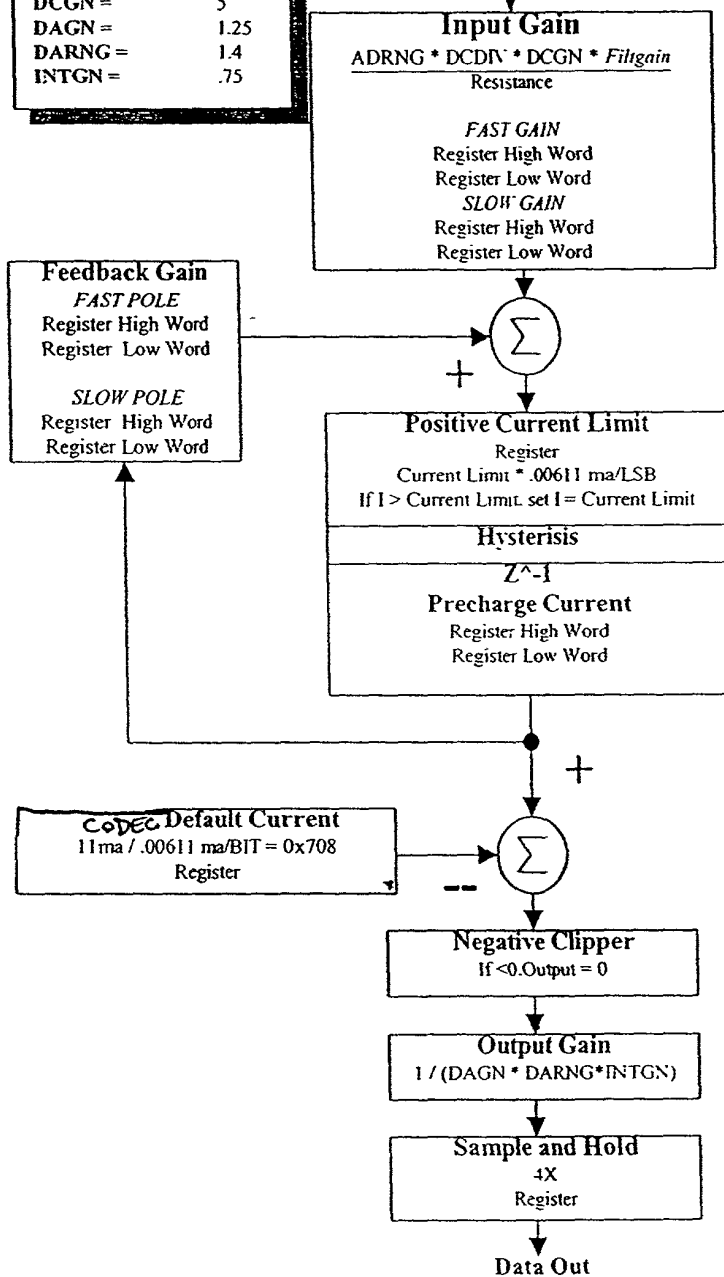 DCGN = 5
DAGN = 1.25
DARNG = 1.4
INTGN = .75
Input Gain
ADRNG * DCDIV * DCGN * Filtgain
Resistance
FAST GAIN
Register High Word
Register Low Word
SLOW GAIN
Register High Word
Register Low Word
Feedback Gain
FAST POLE
Register High Word
Register Low Word
SLOW POLE
Register High Word
Register Low Word
Σ
+
Positive Current Limit
Register
Current Limit * .00611 ma/LSB
If I > Current Limit. set I = Current Limit
Hysterisis
Z^-1
Precharge Current
Register High Word
Register Low Word
+
CODEC Default Current
11ma / .00611 ma/BIT = 0x708
Register
Σ
--
Negative Clipper
If <0.Output = 0
Output Gain
1 / (DAGN * DARNG*INTGN)
Sample and Hold
4X
Register
Data Out